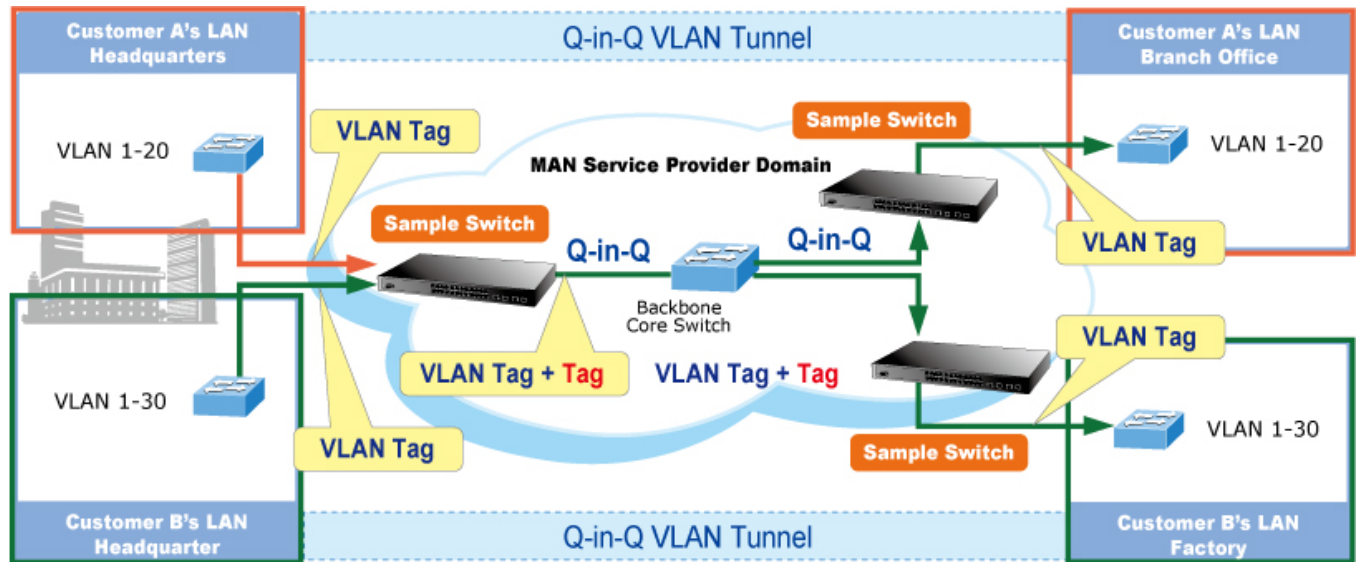 Customer A's LAN
Headquarters
Q-in-Q VLAN Tunnel
Customer A's LAN
Branch Office
VLAN 1-20
VLAN Tag
Sample Switch
VLAN 1-20
MAN Service Provider Domain
Sample Switch
Q-in-Q
Q-in-Q
VLAN Tag
Backbone
Core Switch
VLAN Tag + Tag
VLAN Tag + Tag
VLAN Tag
VLAN 1-30
VLAN Tag
Sample Switch
VLAN 1-30
Customer B's LAN
Headquarter
Q-in-Q VLAN Tunnel
Customer B's LAN
Factory